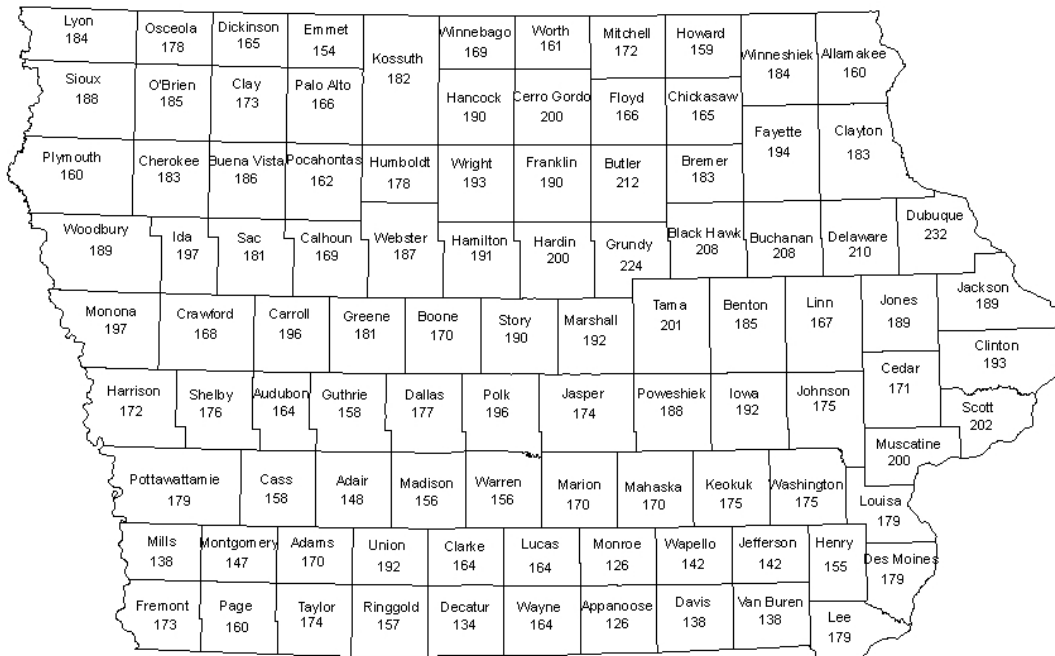 Lyon
184
Osceola
178
Dickinson
165
Emmet
154
Kossuth
182
Winnebago
169
Worth
161
Mitchell
172
Howard
159
Winneshiek
184
Allamakee
160
Sioux
188
O'Brien
185
Clay
173
Palo Alto
166
Hancock
190
Cerro Gordo
200
Floyd
166
Chickasaw
165
Fayette
194
Clayton
183
Plymouth
160
Cherokee
183
Buena Vista
186
Pocahontas
162
Humboldt
178
Wright
193
Franklin
190
Butler
212
Bremer
183
Woodbury
189
Ida
197
Sac
181
Calhoun
169
Webster
187
Hamilton
191
Hardin
200
Grundy
224
Black Hawk
208
Buchanan
208
Delaware
210
Dubuque
232
Monona
197
Crawford
168
Carroll
196
Greene
181
Boone
170
Story
190
Marshall
192
Tama
201
Benton
185
Linn
167
Jones
189
Jackson
189
Clinton
193
Harrison
172
Shelby
176
Audubon
164
Guthrie
158
Dallas
177
Polk
196
Jasper
174
Poweshiek
188
Iowa
192
Johnson
175
Cedar
171
Scott
202
Muscatine
200
Pottawattamie
179
Cass
158
Adair
148
Madison
156
Warren
156
Marion
170
Mahaska
170
Keokuk
175
Washington
175
Louisa
179
Mills
138
Montgomery
147
Adams
170
Union
192
Clarke
164
Lucas
164
Monroe
126
Wapello
142
Jefferson
142
Henry
155
Des Moines
179
Fremont
173
Page
160
Taylor
174
Ringgold
157
Decatur
134
Wayne
164
Appanoose
126
Davis
138
Van Buren
138
Lee
179